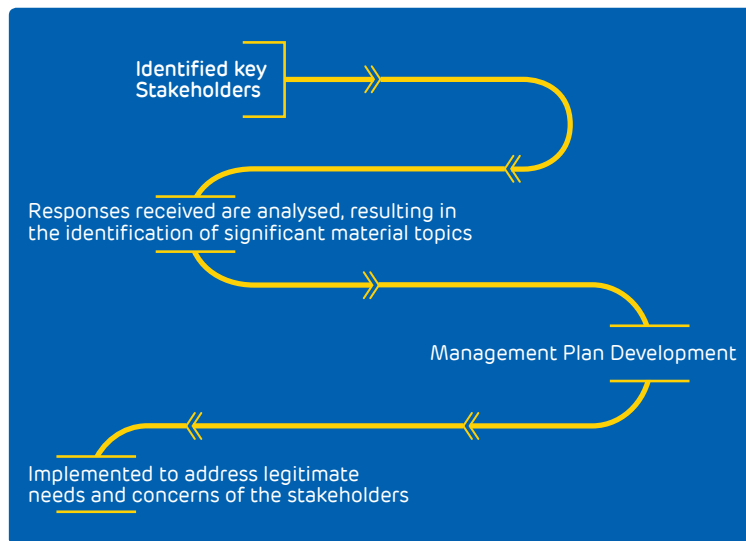 Identified key
Stakeholders
Responses received are analysed, resulting in
the identification of significant material topics
Management Plan Development
Implemented to address legitimate
needs and concerns of the stakeholders